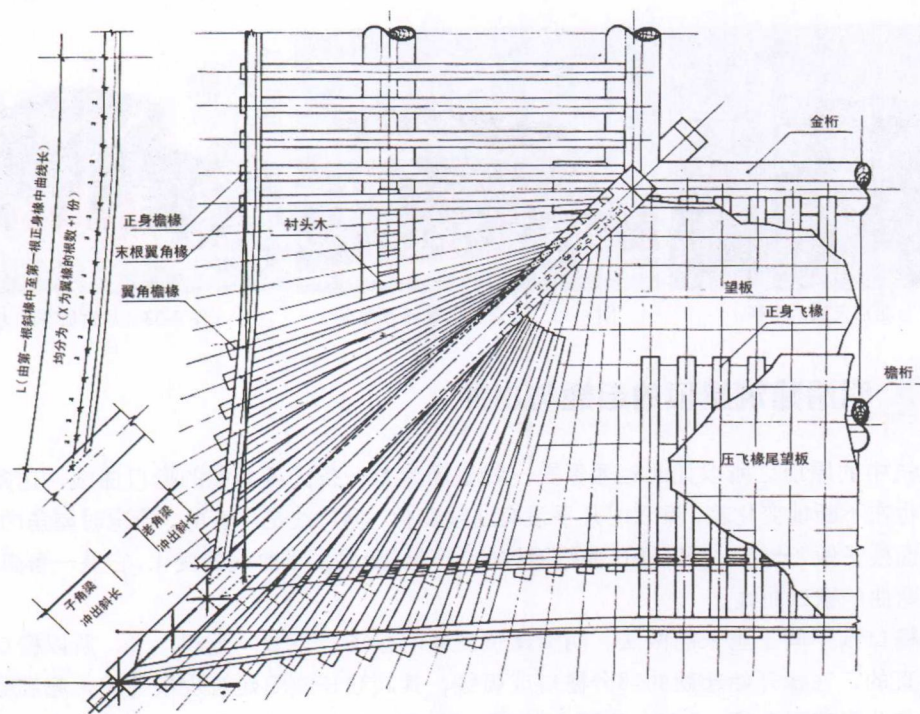 L(由第一根斜椽中至第一根正身椽中曲线长)
均分为(X为翼椽的根数+1份)
金桁
正身檐椽
衬头木
末根翼角椽
翼角檐椽
望板
正身飞椽
檐桁
压飞椽尾望板
老角梁
冲出斜长
子角梁
冲出斜长